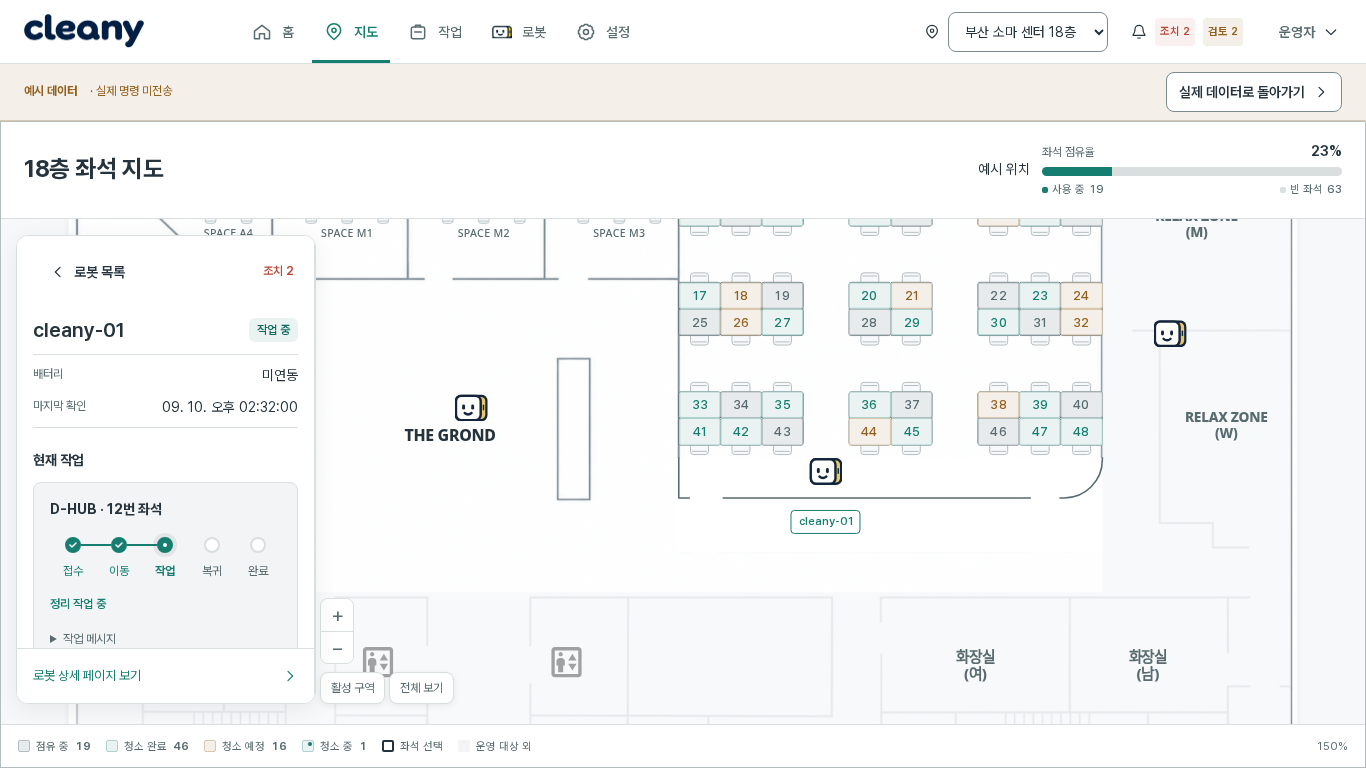 cleany
홈
지도
작업
로봇
설정
부산 소마 센터 18층
조치 2
검토 2
운영자
예시 데이터 · 실제 명령 미전송
실제 데이터로 돌아가기
18층 좌석 지도
예시 위치
좌석 점유율 23%
사용 중 19
빈 좌석 63
RELAX ZONE
(M)
SPACE A4
SPACE M1
SPACE M2
SPACE M3
로봇 목록
조치 2
cleany-01
작업 중
배터리 미연동
마지막 확인 09. 10. 오후 02:32:00
현재 작업
D-HUB · 12번 좌석
접수 이동 작업 복귀 완료
정리 작업 중
작업 메시지
로봇 상세 페이지 보기
17 18 19 20 21 22 23 24
25 26 27 28 29 30 31 32
33 34 35 36 37 38 39 40
41 42 43 44 45 46 47 48
THE GROND
cleany-01
RELAX ZONE
(W)
화장실
(여)
화장실
(남)
+
−
활성 구역
전체 보기
점유 중 19
청소 완료 46
청소 예정 16
청소 중 1
좌석 선택
운영 대상 외
150%